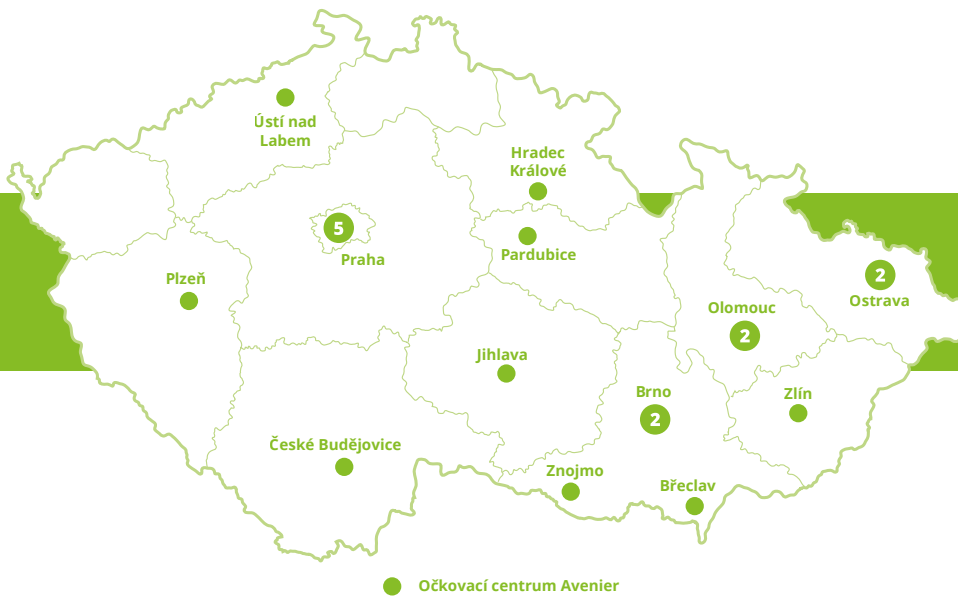 Ústí nad
Labem
Hradec
Králové
5
Praha
Pardubice
Plzeň
2
Ostrava
Olomouc
2
Jihlava
Brno
2
Zlín
České Budějovice
Znojmo
Břeclav
Očkovací centrum Avenier